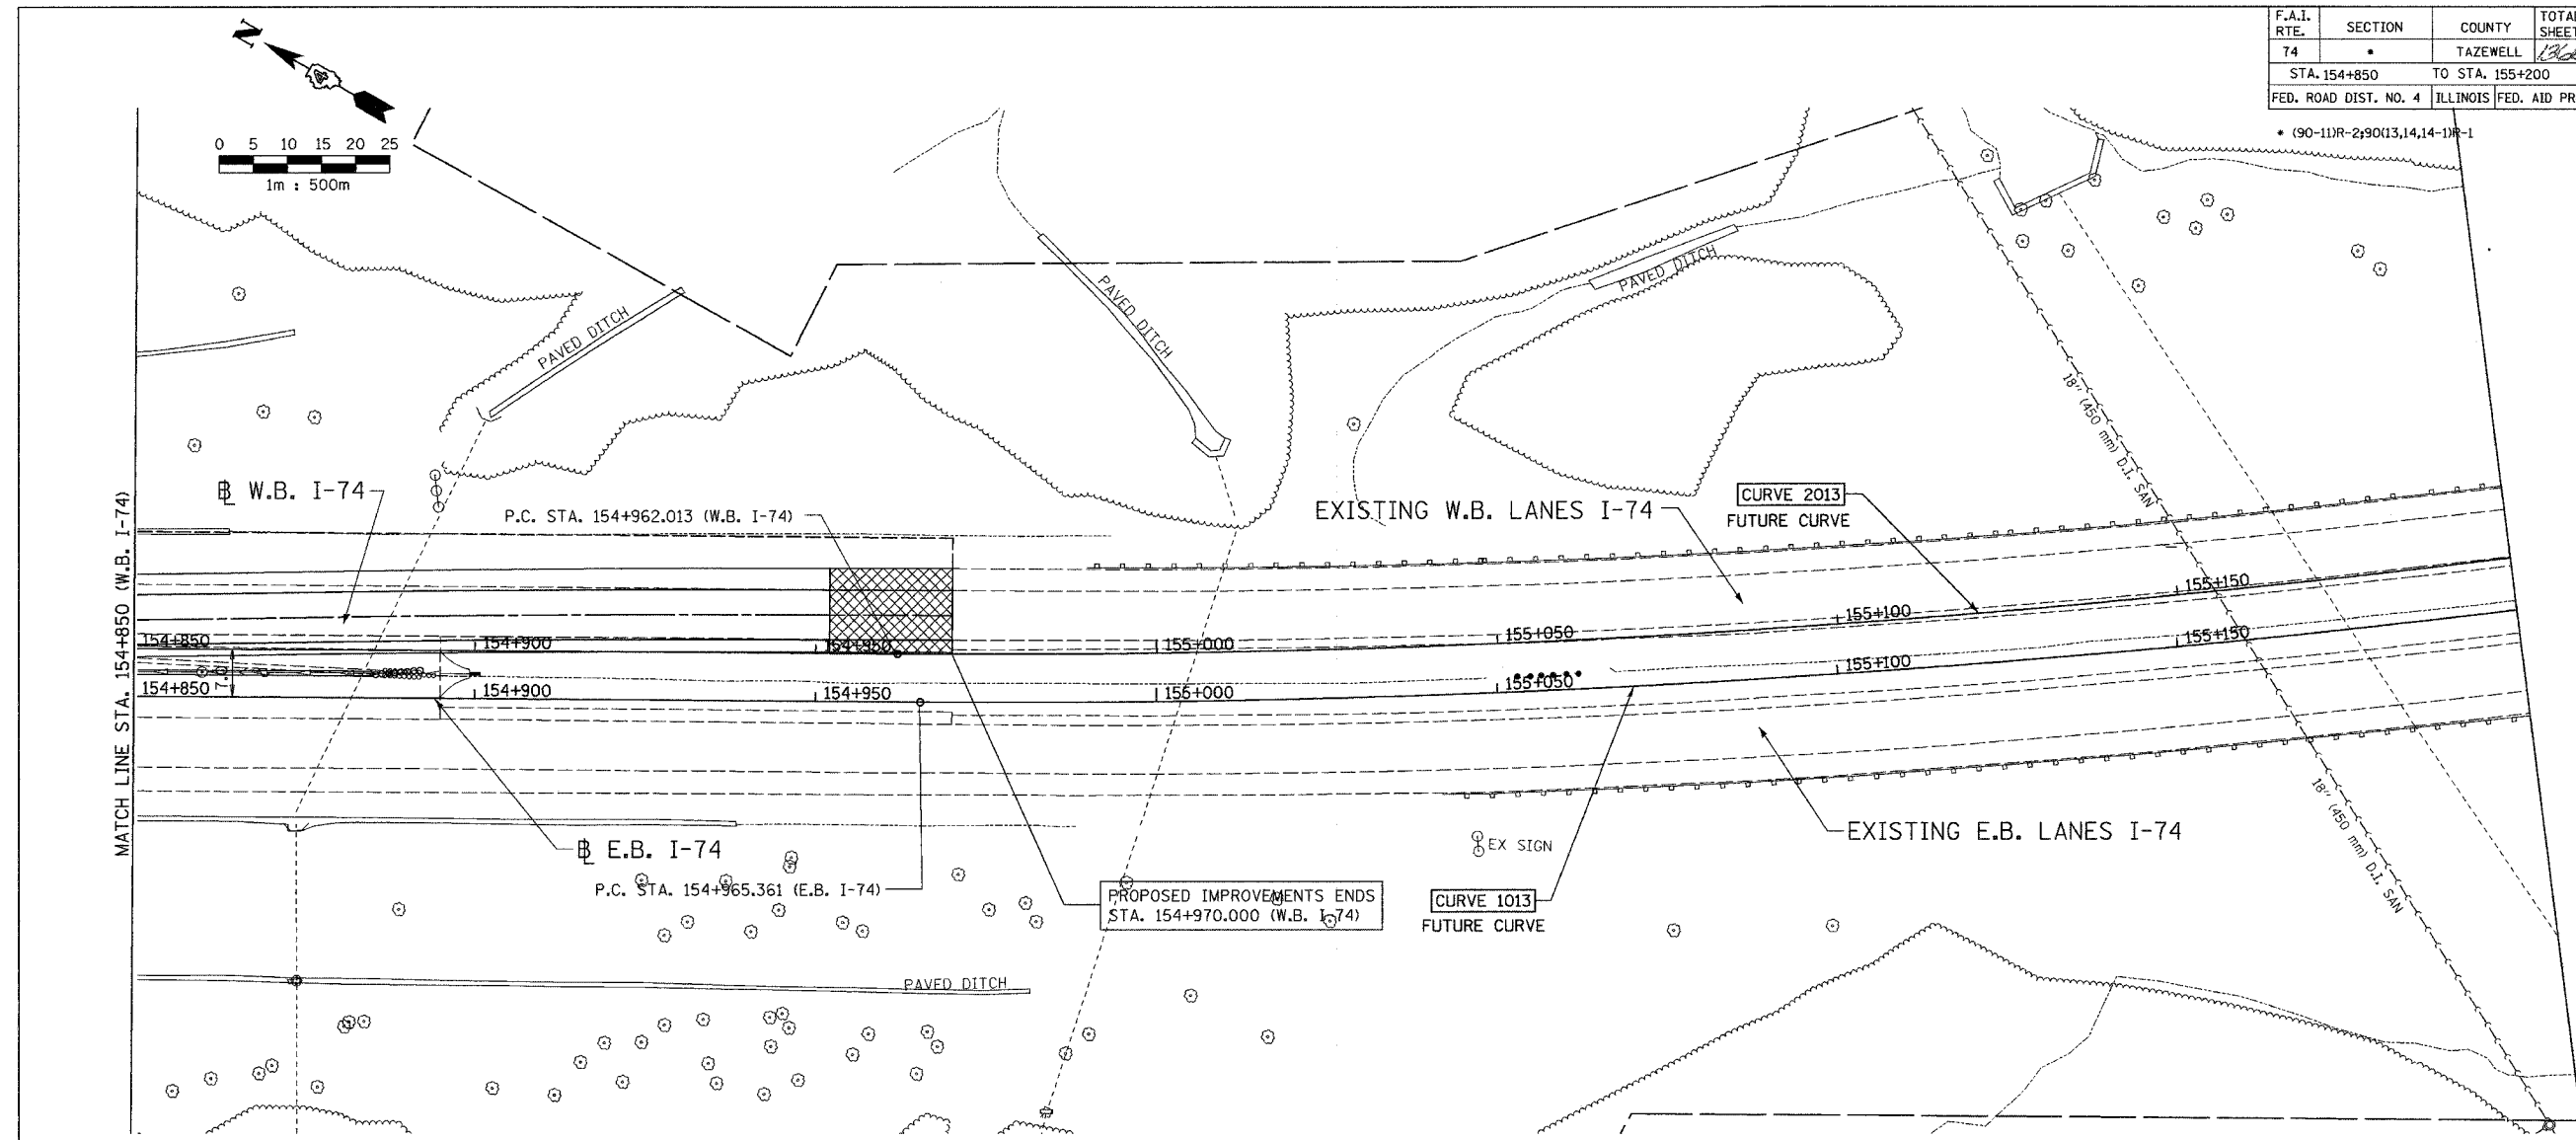 F.A.I. RTE. SECTION COUNTY
74 * TAZEWELL
STA. 154+850 TO STA. 155+200
FED. ROAD DIST. NO. 4 ILLINOIS FED. AID
* (90-11)R-2;90(13,14,14-1)R-1
N
4
0 5 10 15 20 25
1m : 500m
PAVED DITCH
PAVED DITCH
PAVED DITCH
18" (450 mm) D.I. SAN
MATCH LINE STA. 154+850 (W.B. I-74)
B W.B. I-74
P.C. STA. 154+962.013 (W.B. I-74)
EXISTING W.B. LANES I-74
CURVE 2013
FUTURE CURVE
154+850
154+900
154+950
155+000
155+050
155+100
155+150
154+850
154+900
154+950
155+000
155+050
155+100
155+150
B E.B. I-74
P.C. STA. 154+965.361 (E.B. I-74)
PROPOSED IMPROVEMENTS ENDS
STA. 154+970.000 (W.B. I-74)
EX SIGN
CURVE 1013
FUTURE CURVE
EXISTING E.B. LANES I-74
18" (450 mm) D.I. SAN
PAVED DITCH